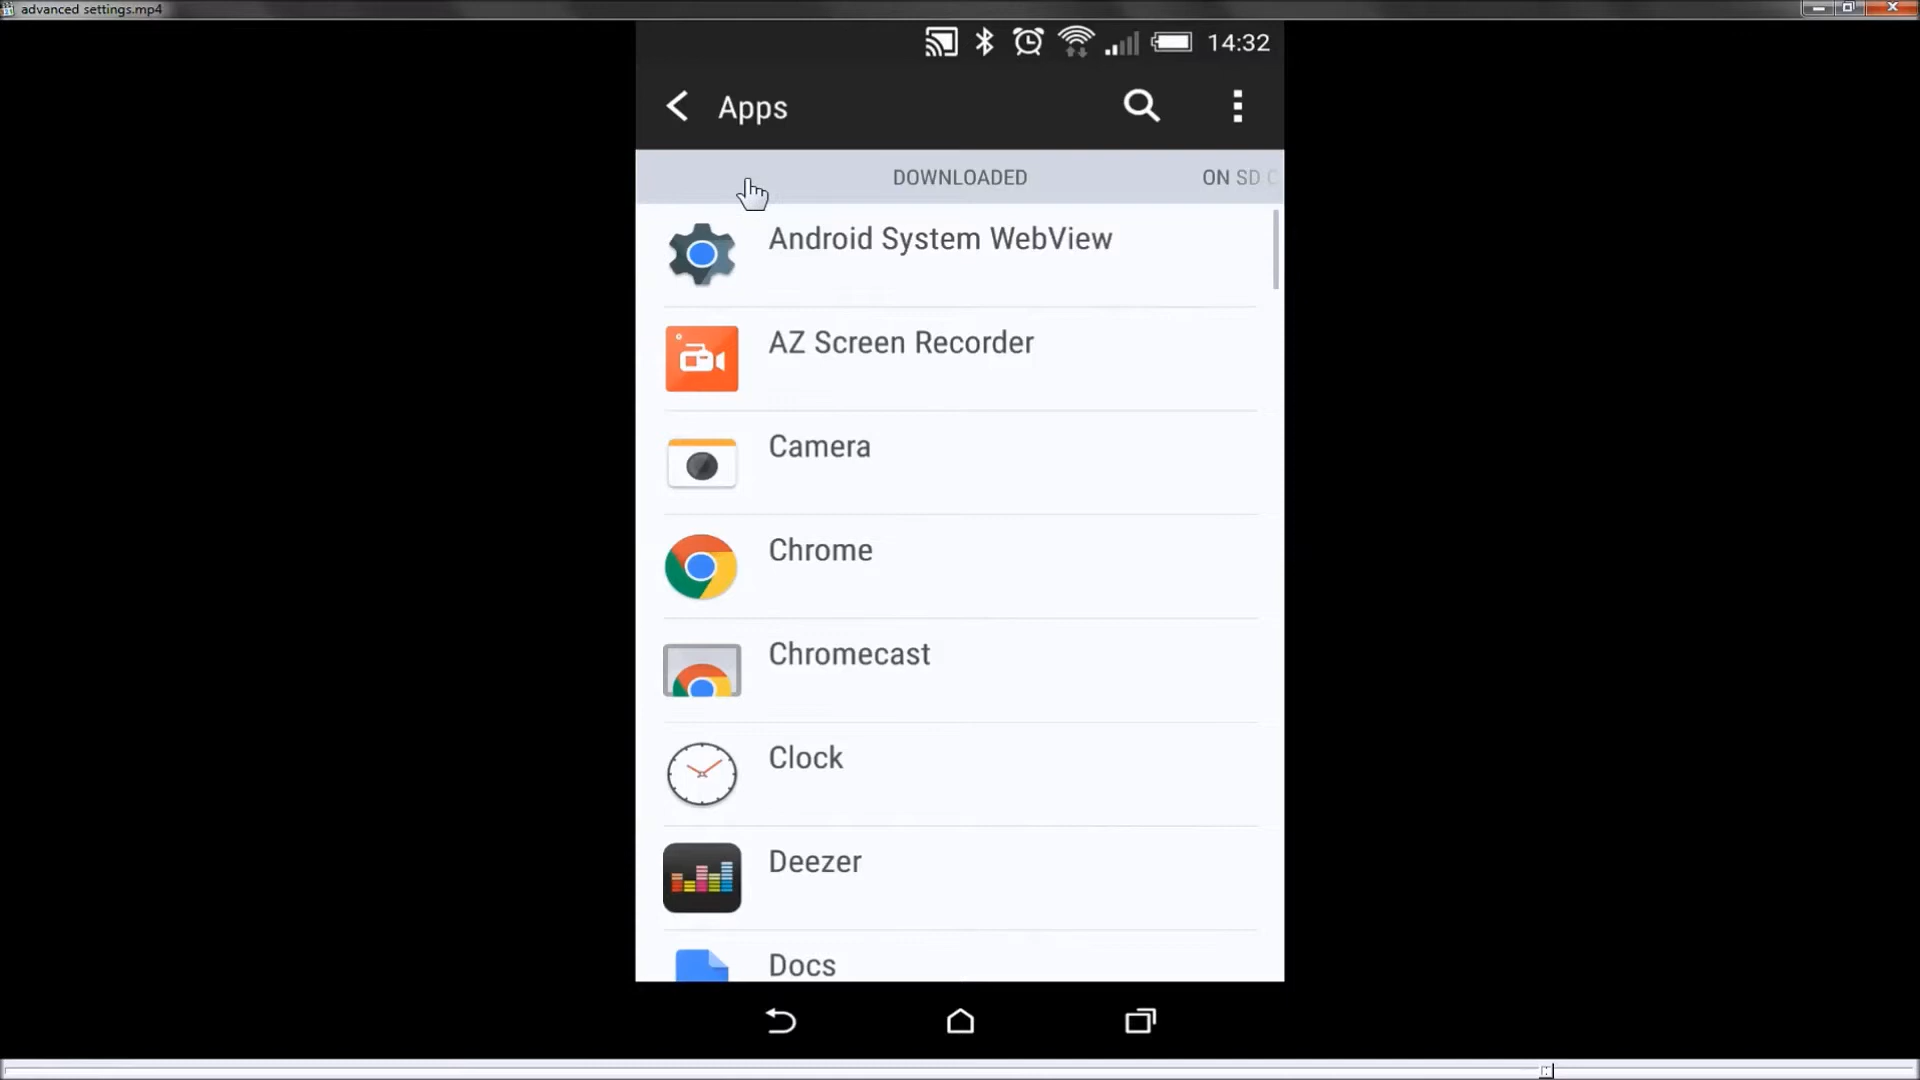 advanced settings.mp4
14:32
Apps
DOWNLOADED
ON SD C
Android System WebView
AZ Screen Recorder
Camera
Chrome
Chromecast
Clock
Deezer
Docs